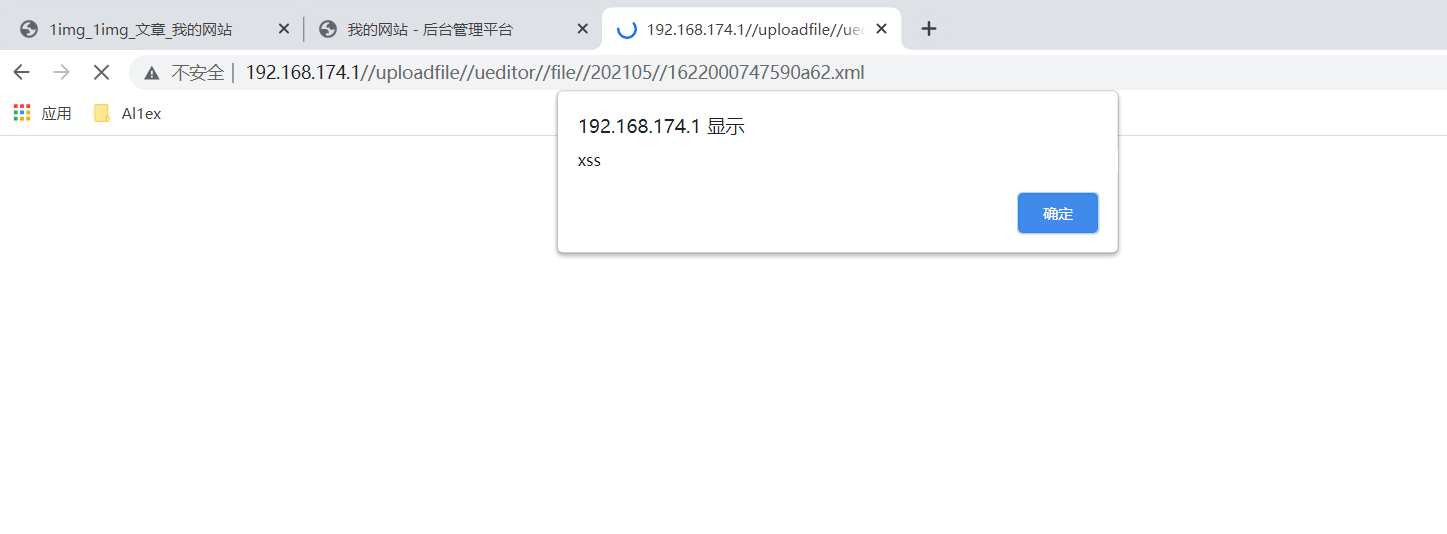 1img_1img_文章_我的网站
我的网站 - 后台管理平台
192.168.174.1//uploadfile//ued
不安全 | 192.168.174.1//uploadfile//ueditor//file//202105//1622000747590a62.xml
应用
Al1ex
192.168.174.1 显示
xss
确定